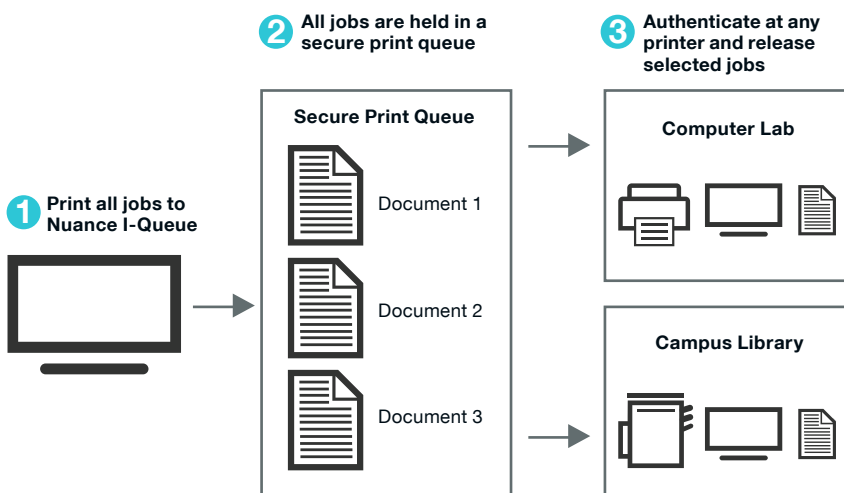 1 Print all jobs to
Nuance I-Queue
2 All jobs are held in a
secure print queue
Secure Print Queue
Document 1
Document 2
Document 3
3 Authenticate at any
printer and release
selected jobs
Computer Lab
Campus Library